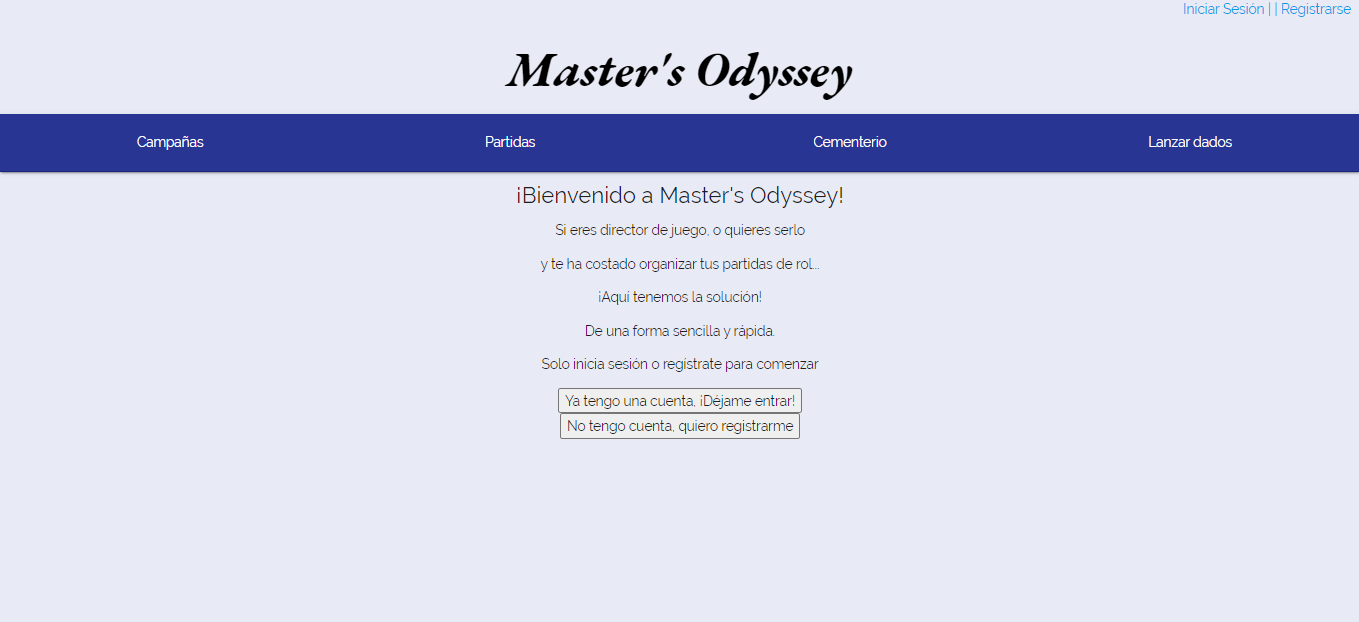 Iniciar Sesión | | Registrarse
Master's Odyssey
Campañas Partidas Cementerio Lanzar dados
¡Bienvenido a Master's Odyssey!
Si eres director de juego, o quieres serlo
y te ha costado organizar tus partidas de rol...
¡Aquí tenemos la solución!
De una forma sencilla y rápida.
Solo inicia sesión o regístrate para comenzar
Ya tengo una cuenta, ¡Déjame entrar!
No tengo cuenta, quiero registrarme